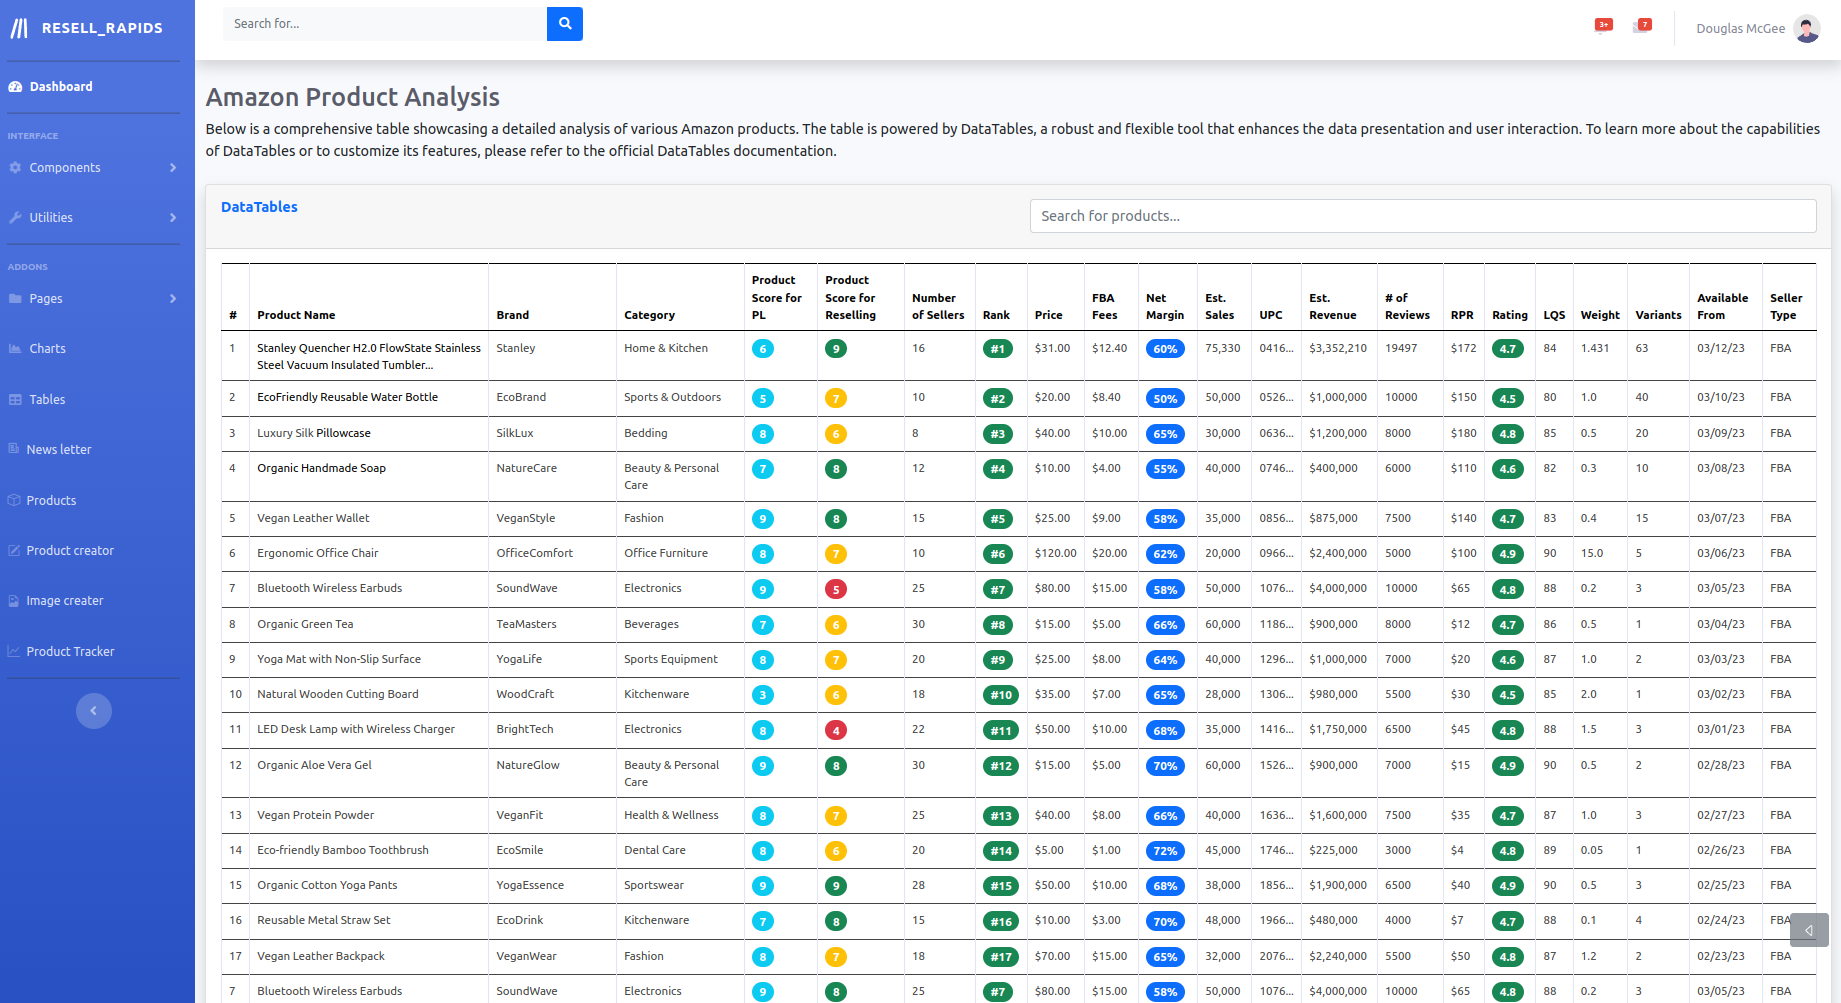 RESELL_RAPIDS
Search for...
3+
7
Douglas McGee
Dashboard
INTERFACE
Components
Utilities
ADDONS
Pages
Charts
Tables
News letter
Products
Product creator
Image creater
Product Tracker
Amazon Product Analysis
Below is a comprehensive table showcasing a detailed analysis of various Amazon products. The table is powered by DataTables, a robust and flexible tool that enhances the data presentation and user interaction. To learn more about the capabilities
of DataTables or to customize its features, please refer to the official DataTables documentation.
DataTables
Search for products...
# Product Name Brand Category Product Score for PL Product Score for Reselling Number of Sellers Rank Price FBA Fees Net Margin Est. Sales UPC Est. Revenue # of Reviews RPR Rating LQS Weight Variants Available From Seller Type
1 Stanley Quencher H2.0 FlowState Stainless Steel Vacuum Insulated Tumbler... Stanley Home & Kitchen 6 9 16 #1 $31.00 $12.40 60% 75,330 0416... $3,352,210 19497 $172 4.7 84 1.431 63 03/12/23 FBA
2 EcoFriendly Reusable Water Bottle EcoBrand Sports & Outdoors 5 7 10 #2 $20.00 $8.40 50% 50,000 0526... $1,000,000 10000 $150 4.5 80 1.0 40 03/10/23 FBA
3 Luxury Silk Pillowcase SilkLux Bedding 8 6 8 #3 $40.00 $10.00 65% 30,000 0636... $1,200,000 8000 $180 4.8 85 0.5 20 03/09/23 FBA
4 Organic Handmade Soap NatureCare Beauty & Personal Care 7 8 12 #4 $10.00 $4.00 55% 40,000 0746... $400,000 6000 $110 4.6 82 0.3 10 03/08/23 FBA
5 Vegan Leather Wallet VeganStyle Fashion 9 8 15 #5 $25.00 $9.00 58% 35,000 0856... $875,000 7500 $140 4.7 83 0.4 15 03/07/23 FBA
6 Ergonomic Office Chair OfficeComfort Office Furniture 8 7 10 #6 $120.00 $20.00 62% 20,000 0966... $2,400,000 5000 $100 4.9 90 15.0 5 03/06/23 FBA
7 Bluetooth Wireless Earbuds SoundWave Electronics 9 5 25 #7 $80.00 $15.00 58% 50,000 1076... $4,000,000 10000 $65 4.8 88 0.2 3 03/05/23 FBA
8 Organic Green Tea TeaMasters Beverages 7 6 30 #8 $15.00 $5.00 66% 60,000 1186... $900,000 8000 $12 4.7 86 0.5 1 03/04/23 FBA
9 Yoga Mat with Non-Slip Surface YogaLife Sports Equipment 8 7 20 #9 $25.00 $8.00 64% 40,000 1296... $1,000,000 7000 $20 4.6 87 1.0 2 03/03/23 FBA
10 Natural Wooden Cutting Board WoodCraft Kitchenware 3 6 18 #10 $35.00 $7.00 65% 28,000 1306... $980,000 5500 $30 4.5 85 2.0 1 03/02/23 FBA
11 LED Desk Lamp with Wireless Charger BrightTech Electronics 8 4 22 #11 $50.00 $10.00 68% 35,000 1416... $1,750,000 6500 $45 4.8 88 1.5 3 03/01/23 FBA
12 Organic Aloe Vera Gel NatureGlow Beauty & Personal Care 9 8 30 #12 $15.00 $5.00 70% 60,000 1526... $900,000 7000 $15 4.9 90 0.5 2 02/28/23 FBA
13 Vegan Protein Powder VeganFit Health & Wellness 8 7 25 #13 $40.00 $8.00 66% 40,000 1636... $1,600,000 7500 $35 4.7 87 1.0 3 02/27/23 FBA
14 Eco-friendly Bamboo Toothbrush EcoSmile Dental Care 8 6 20 #14 $5.00 $1.00 72% 45,000 1746... $225,000 3000 $4 4.8 89 0.05 1 02/26/23 FBA
15 Organic Cotton Yoga Pants YogaEssence Sportswear 9 9 28 #15 $50.00 $10.00 68% 38,000 1856... $1,900,000 6500 $40 4.9 90 0.5 3 02/25/23 FBA
16 Reusable Metal Straw Set EcoDrink Kitchenware 7 8 15 #16 $10.00 $3.00 70% 48,000 1966... $480,000 4000 $7 4.7 88 0.1 4 02/24/23 FBA
17 Vegan Leather Backpack VeganWear Fashion 8 7 18 #17 $70.00 $15.00 65% 32,000 2076... $2,240,000 5500 $50 4.8 87 1.2 2 02/23/23 FBA
7 Bluetooth Wireless Earbuds SoundWave Electronics 9 8 25 #7 $80.00 $15.00 58% 50,000 1076... $4,000,000 10000 $65 4.8 88 0.2 3 03/05/23 FBA